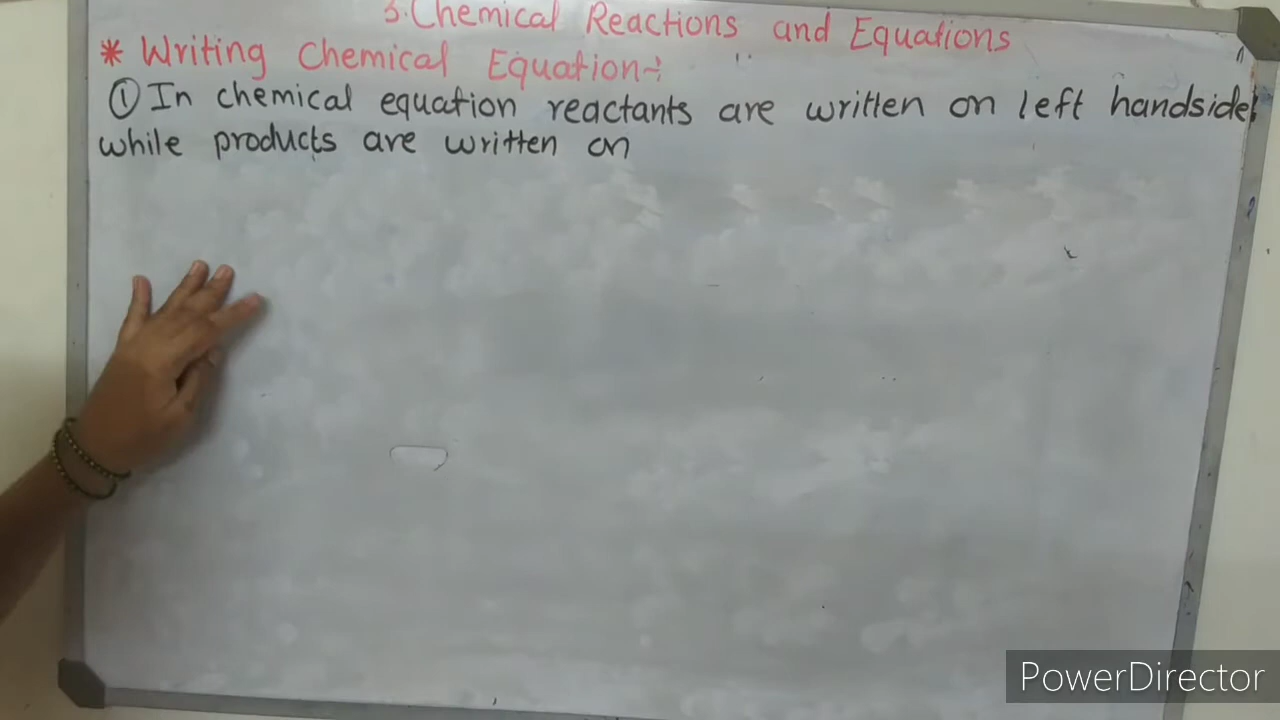 3. Chemical Reactions and Equations
* Writing Chemical Equation :-
① In chemical equation reactants are written on left handside
while products are written on
PowerDirector